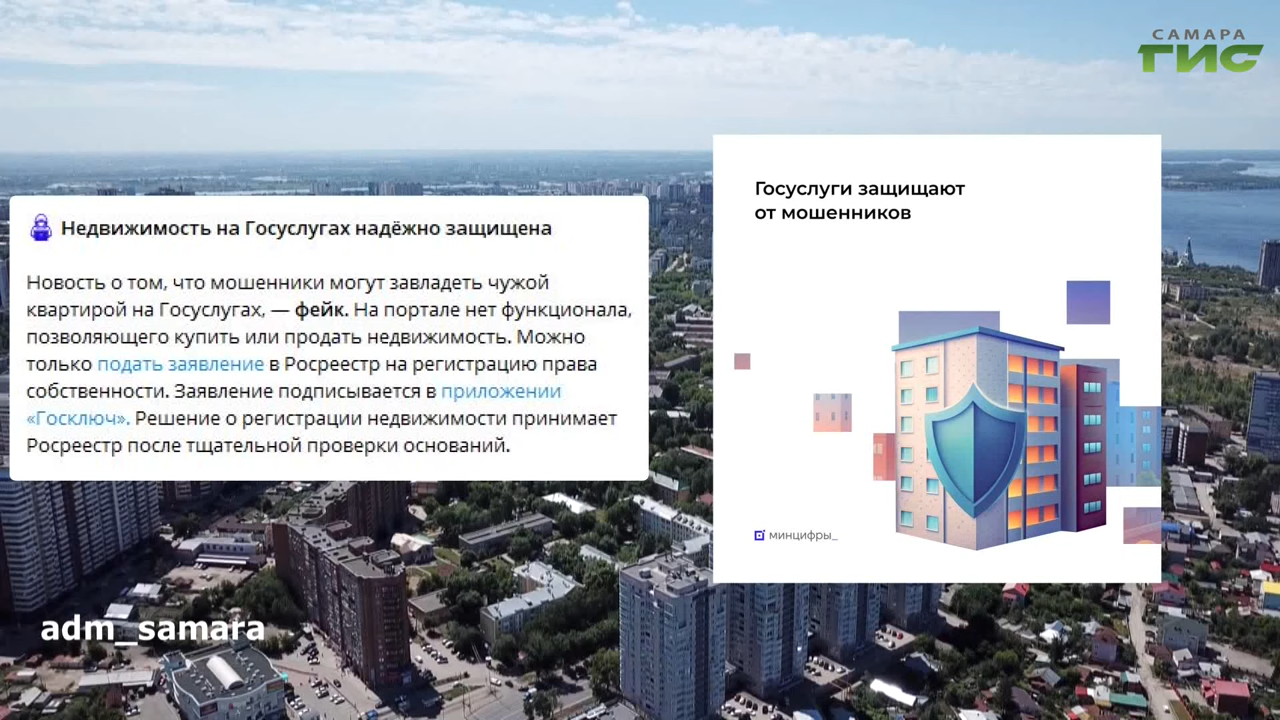 САМАРА
ГИС
Недвижимость на Госуслугах надёжно защищена
Новость о том, что мошенники могут завладеть чужой
квартирой на Госуслугах, — фейк. На портале нет функционала,
позволяющего купить или продать недвижимость. Можно
только подать заявление в Росреестр на регистрацию права
собственности. Заявление подписывается в приложении
«Госключ». Решение о регистрации недвижимости принимает
Росреестр после тщательной проверки оснований.
Госуслуги защищают
от мошенников
минцифры_
adm_samara